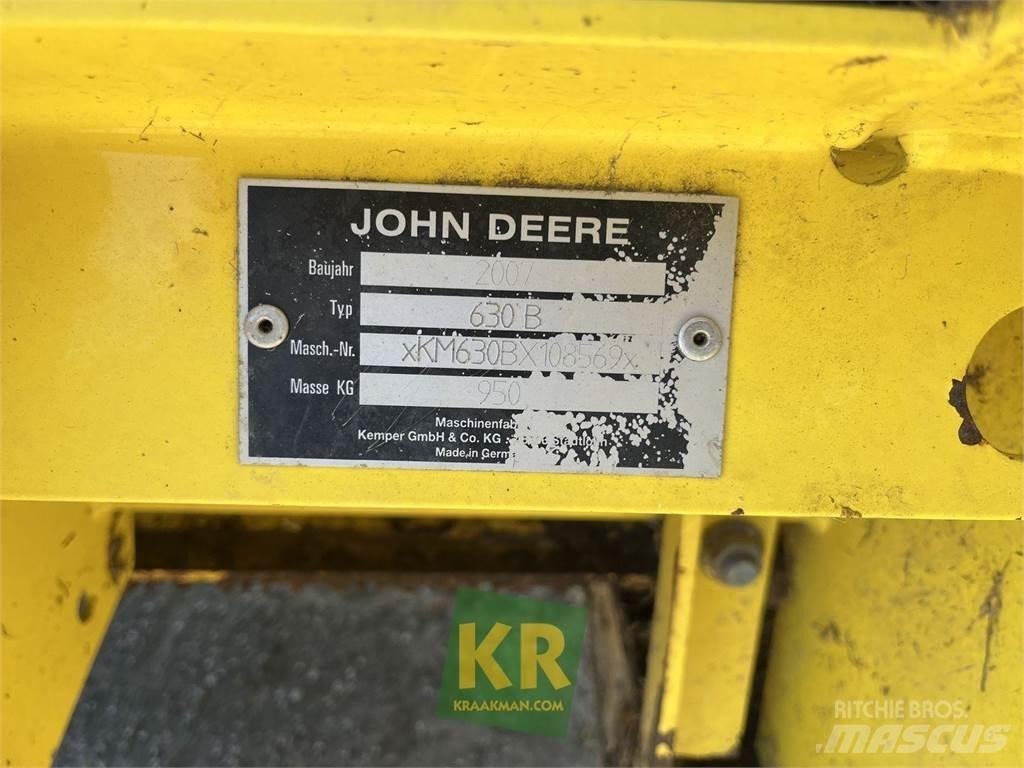 JOHN DEERE
Baujahr 2007
Typ 630 B
Masch.-Nr. xKM630BX108569x
Masse KG 950
Maschinenfab
Kemper GmbH & Co. KG
Made in Germ
KR
KRAAKMAN.COM
RITCHIE BROS.
MASCUS